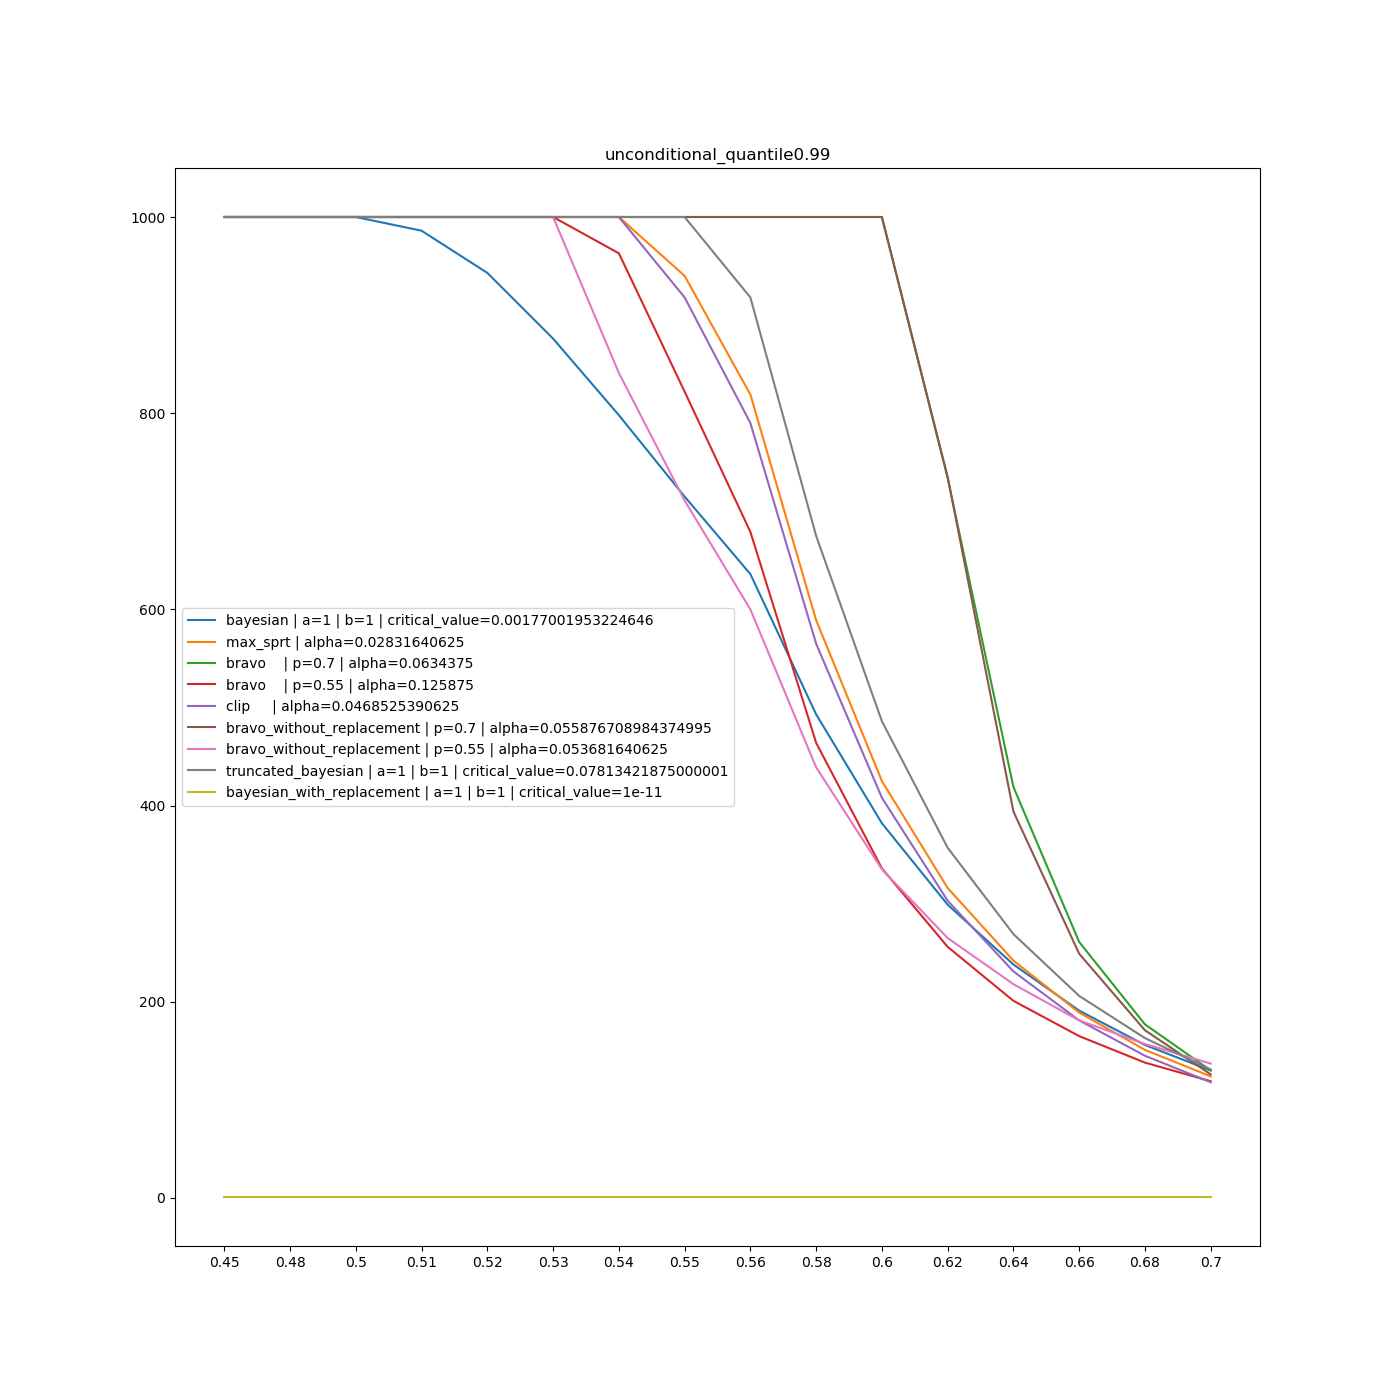 unconditional_quantile0.99
1000
800
600
400
200
0
bayesian | a=1 | b=1 | critical_value=0.00177001953224646
max_sprt | alpha=0.02831640625
bravo    | p=0.7 | alpha=0.0634375
bravo    | p=0.55 | alpha=0.125875
clip     | alpha=0.0468525390625
bravo_without_replacement | p=0.7 | alpha=0.055876708984374995
bravo_without_replacement | p=0.55 | alpha=0.053681640625
truncated_bayesian | a=1 | b=1 | critical_value=0.07813421875000001
bayesian_with_replacement | a=1 | b=1 | critical_value=1e-11
0.45 0.48 0.5 0.51 0.52 0.53 0.54 0.55 0.56 0.58 0.6 0.62 0.64 0.66 0.68 0.7